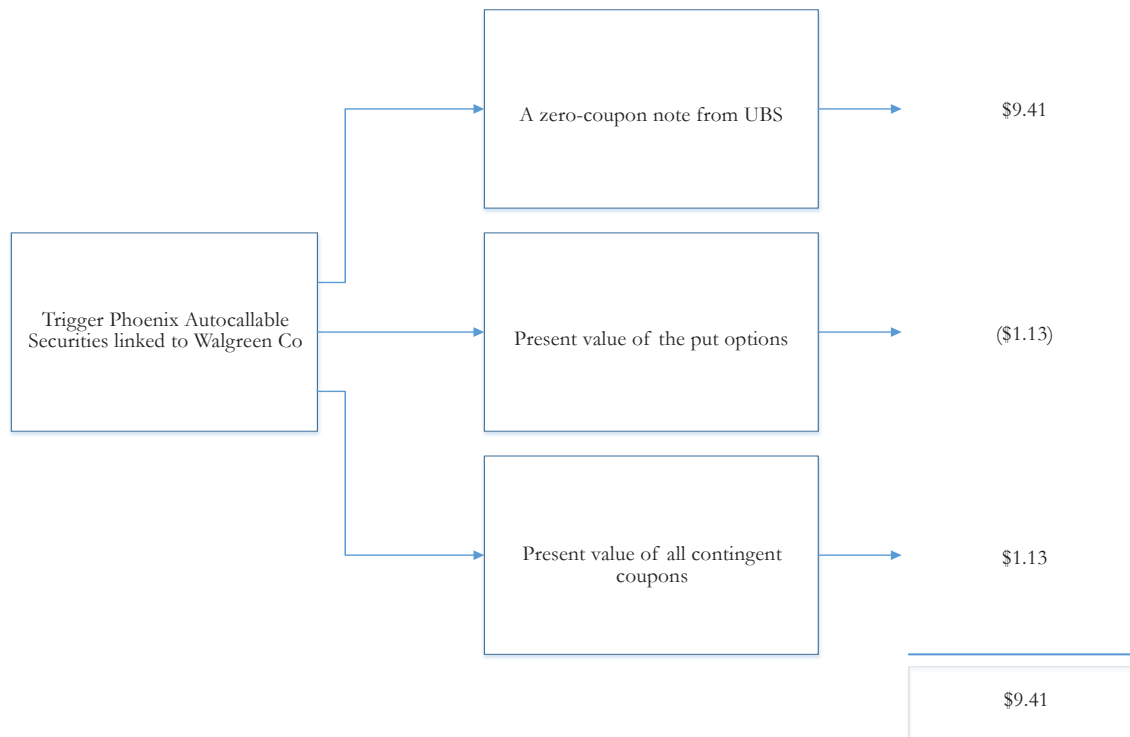 A zero-coupon note from UBS
$9.41
Trigger Phoenix Autocallable
Securities linked to Walgreen Co
Present value of the put options
($1.13)
Present value of all contingent
coupons
$1.13
$9.41